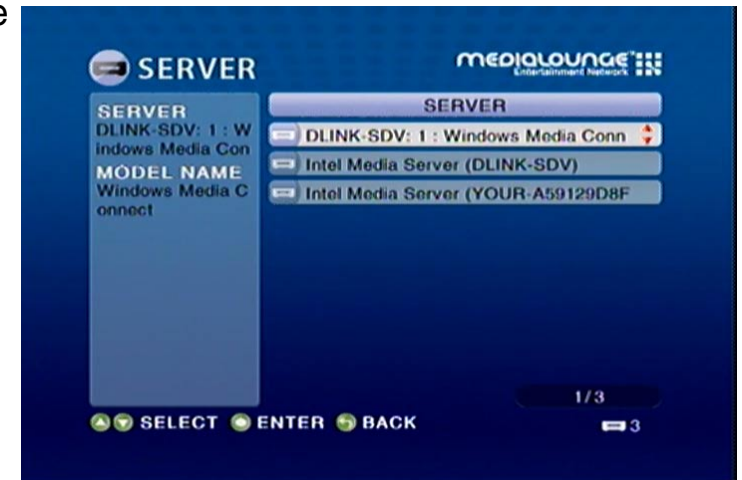 e
SERVER
MEDIALOUNGE™
Entertainment Network
SERVER
DLINK-SDV: 1 : W
indows Media Con
MODEL NAME
Windows Media C
onnect
SERVER
DLINK-SDV: 1 : Windows Media Conn
Intel Media Server (DLINK-SDV)
Intel Media Server (YOUR-A59129D8F
1/3
SELECT ENTER BACK
3